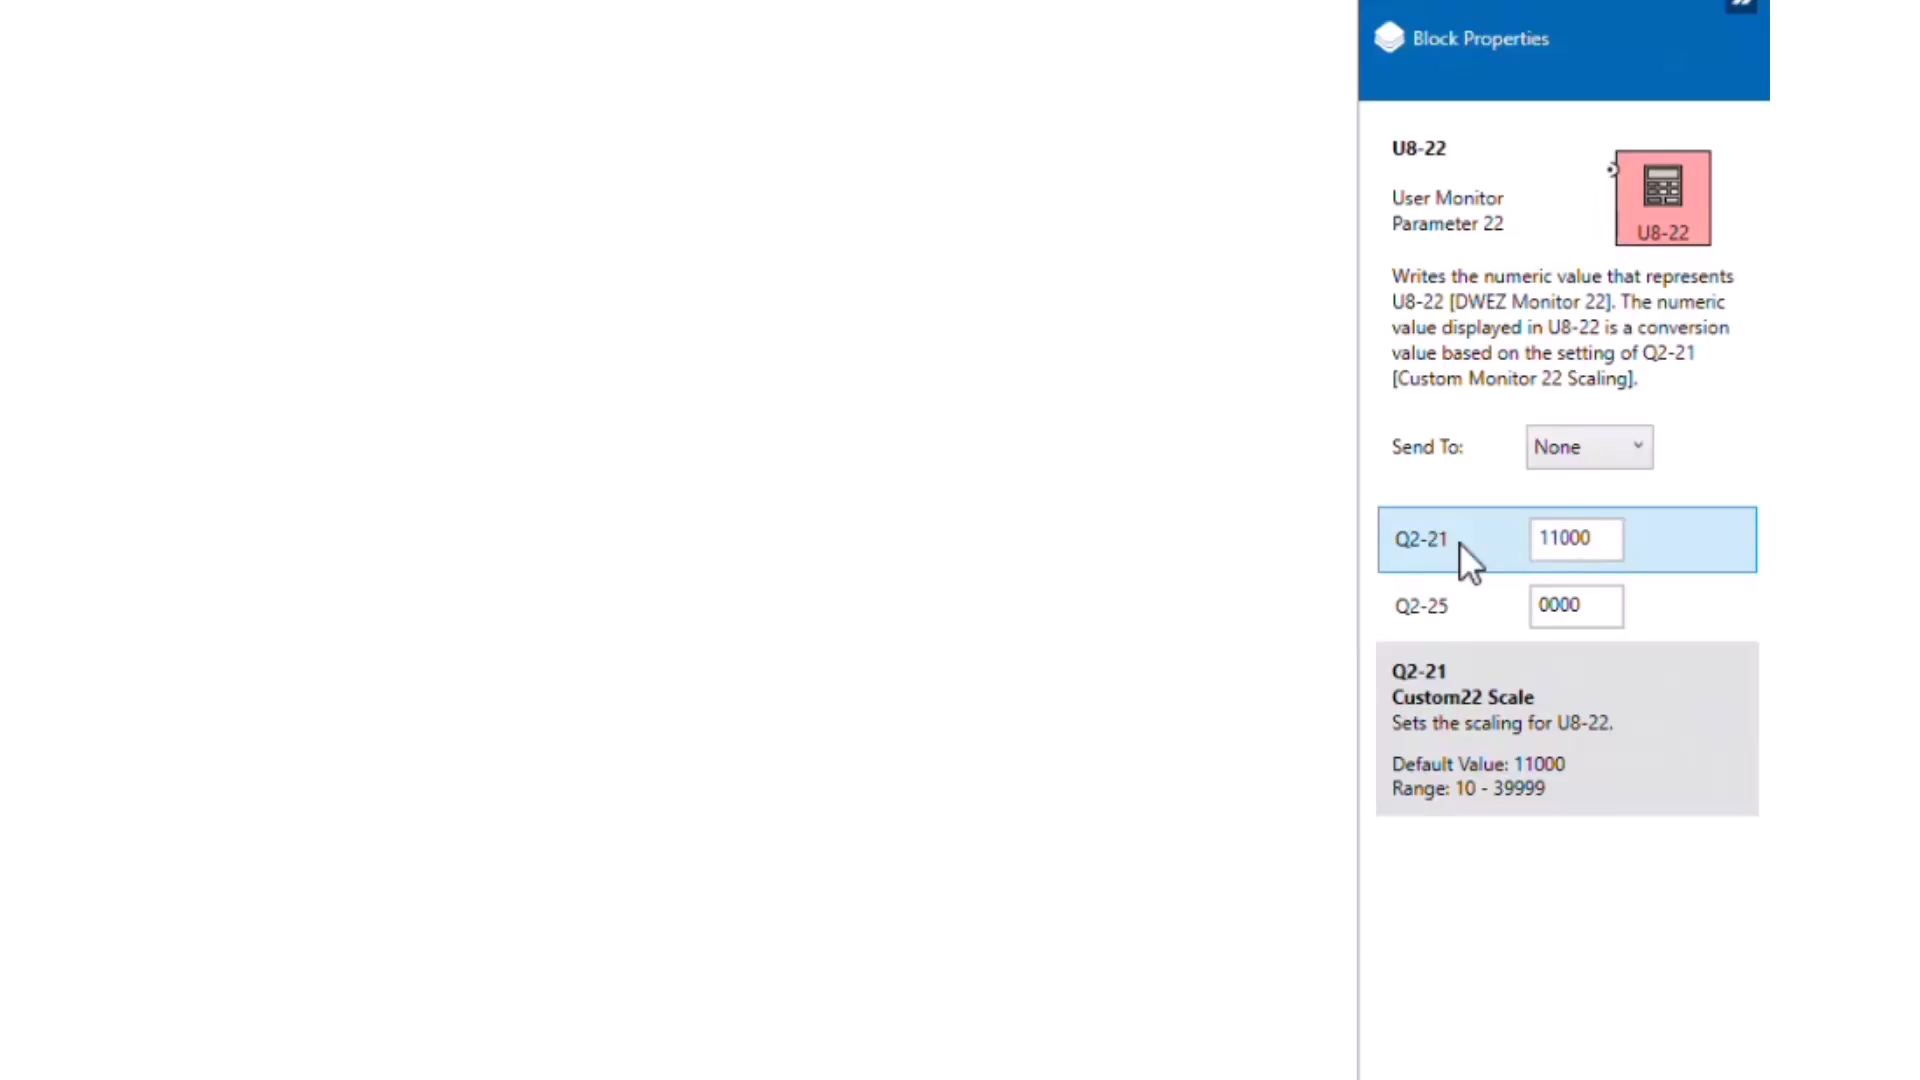 Block Properties
U8-22
User Monitor
Parameter 22
U8-22
Writes the numeric value that represents
U8-22 [DWEZ Monitor 22]. The numeric
value displayed in U8-22 is a conversion
value based on the setting of Q2-21
[Custom Monitor 22 Scaling].
Send To: None
Q2-21 11000
Q2-25 0000
Q2-21
Custom22 Scale
Sets the scaling for U8-22.
Default Value: 11000
Range: 10 - 39999